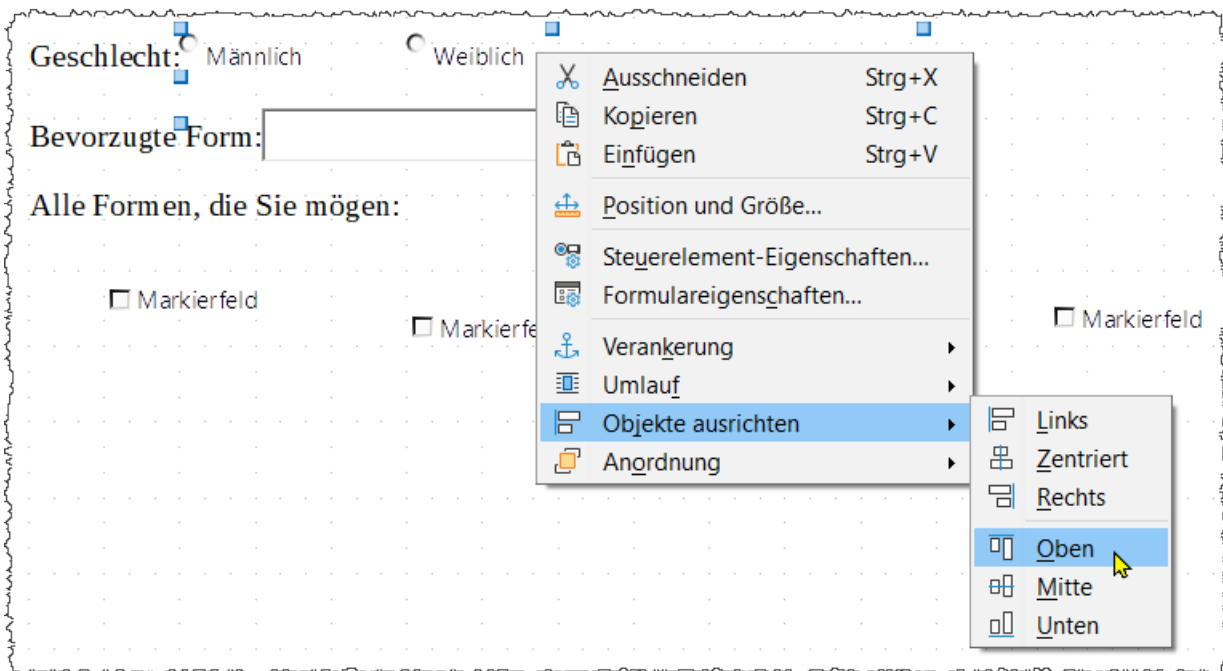 Geschlecht: Männlich Weiblich
Bevorzugte Form:
Alle Formen, die Sie mögen:
Markierfeld
Markierfe
Markierfeld
Ausschneiden Strg+X
Kopieren Strg+C
Einfügen Strg+V
Position und Größe...
Steuerelement-Eigenschaften...
Formulareigenschaften...
Verankerung
Umlauf
Objekte ausrichten
Anordnung
Links
Zentriert
Rechts
Oben
Mitte
Unten